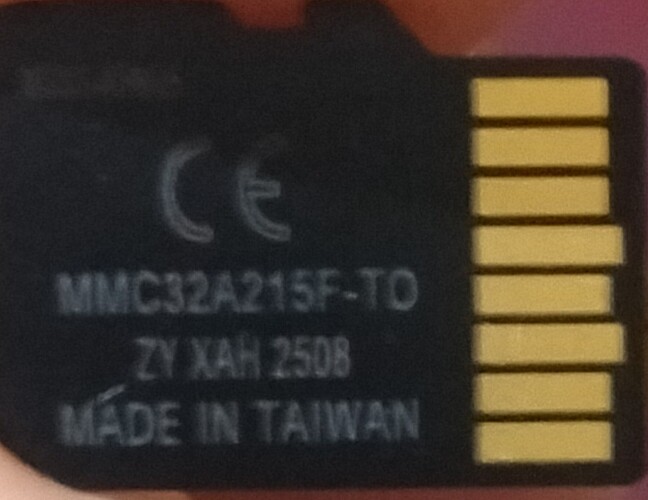 CE
MMC32A215F-TO
ZY XAH 2508
MADE IN TAIWAN